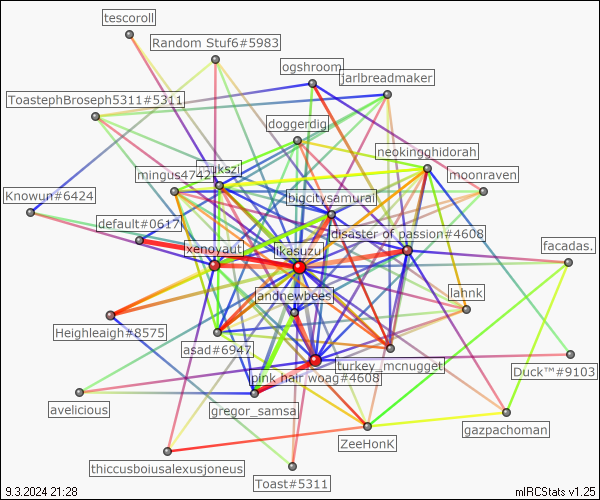 tescoroll
Random Stuf6#5983
ogshroom
jarlbreadmaker
ToastephBroseph5311#5311
doggerdig
neokingghidorah
mingus4742
moonraven
Knowun#6424
bigcitysamurai
default#0617
disaster of passion#4608
xenoyaut
ikasuzu
facadas.
andnewbees
lahnk
Heighleaigh#8575
asad#6947
turkey_mcnugget
Duck™#9103
pink hair woag#4608
avelicious
gregor_samsa
gazpachoman
ZeeHonK
thiccusboiusalexusjoneus
Toast#5311
9.3.2024 21:28
mIRCStats v1.25